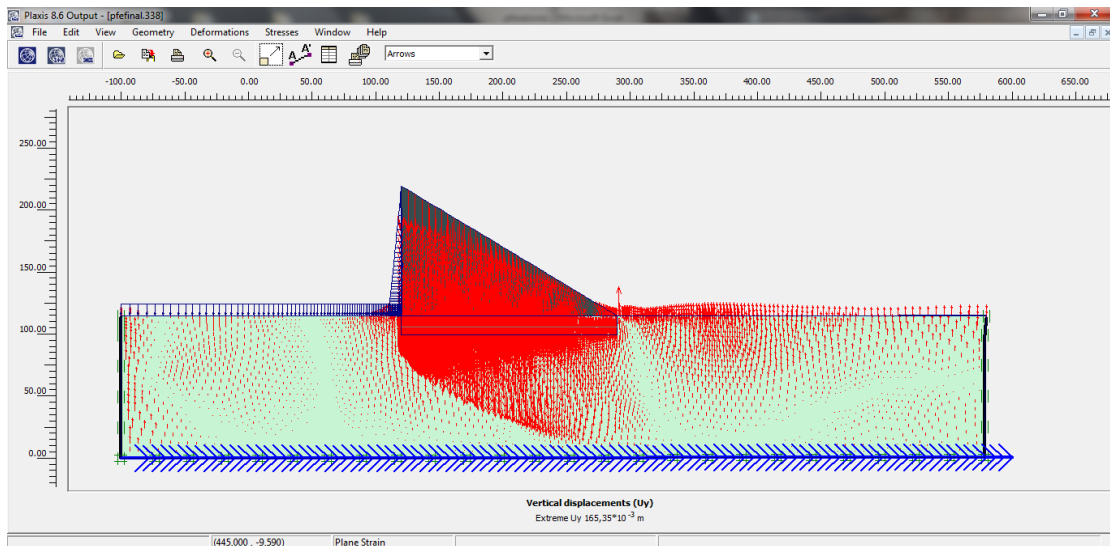 Plaxis 8.6 Output - [pfefinal.338]
File Edit View Geometry Deformations Stresses Window Help
Arrows
-100.00 -50.00 0.00 50.00 100.00 150.00 200.00 250.00 300.00 350.00 400.00 450.00 500.00 550.00 600.00 650.00
250.00
200.00
150.00
100.00
50.00
0.00
Vertical displacements (Uy)
Extreme Uy 165,35*10-3 m
(445.000 , -9.590) Plane Strain